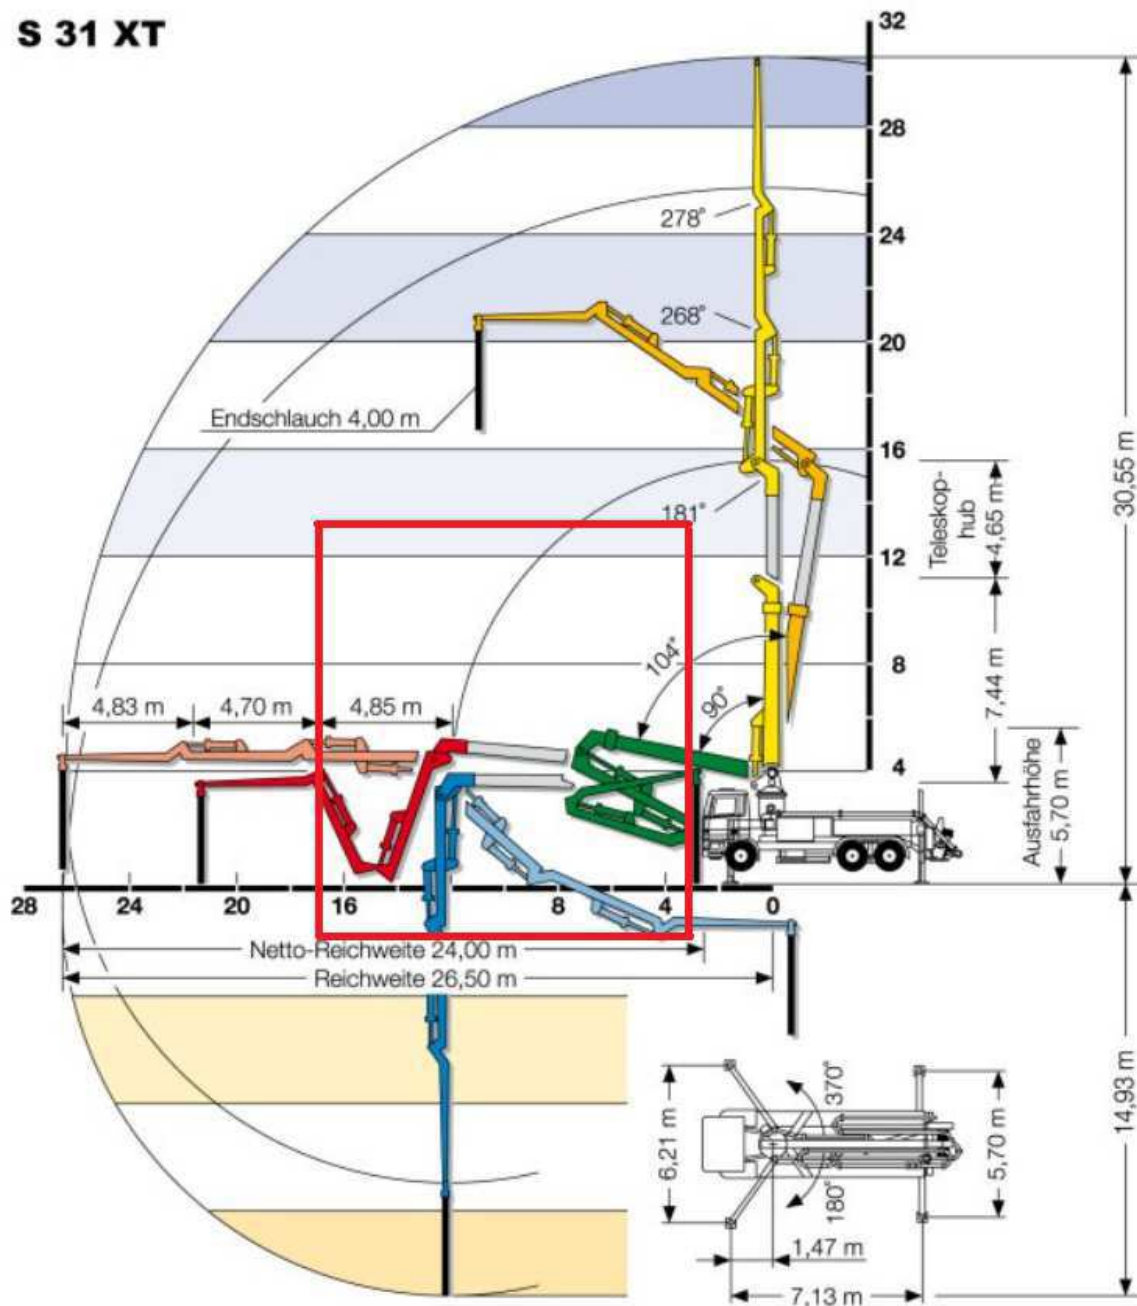 S 31 XT
32
28
278°
24
268°
20
Endschlauch 4,00 m
16
181°
Teleskop-
hub
4,65 m
30,55 m
12
104°
90°
8
7,44 m
4,83 m
4,70 m
4,85 m
4
Ausfahrhöhe
5,70 m
28
24
20
16
8
4
0
Netto-Reichweite 24,00 m
Reichweite 26,50 m
14,93 m
370°
180°
6,21 m
5,70 m
1,47 m
7,13 m